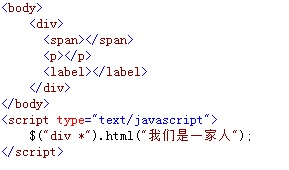 <body>
    <div>
      <span></span>
      <p></p>
      <label></label>
    </div>
</body>
<script type="text/javascript">
    $("div *").html("我们是一家人");
</script>